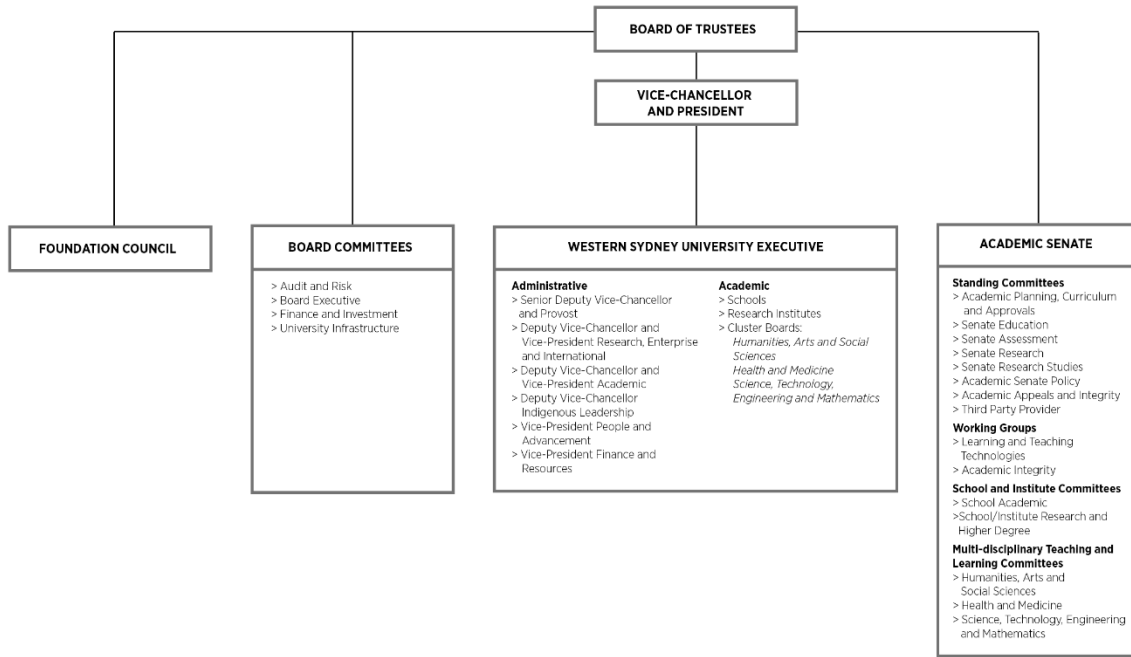 BOARD OF TRUSTEES
VICE-CHANCELLOR
AND PRESIDENT
FOUNDATION COUNCIL
BOARD COMMITTEES
> Audit and Risk
> Board Executive
> Finance and Investment
> University Infrastructure
WESTERN SYDNEY UNIVERSITY EXECUTIVE
Administrative
> Senior Deputy Vice-Chancellor
and Provost
> Deputy Vice-Chancellor and
Vice-President Research, Enterprise
and International
> Deputy Vice-Chancellor and
Vice-President Academic
> Deputy Vice-Chancellor
Indigenous Leadership
> Vice-President People and
Advancement
> Vice-President Finance and
Resources
Academic
> Schools
> Research Institutes
> Cluster Boards:
Humanities, Arts and Social
Sciences
Health and Medicine
Science, Technology,
Engineering and Mathematics
ACADEMIC SENATE
Standing Committees
> Academic Planning, Curriculum
and Approvals
> Senate Education
> Senate Assessment
> Senate Research
> Senate Research Studies
> Academic Senate Policy
> Academic Appeals and Integrity
> Third Party Provider
Working Groups
> Learning and Teaching
Technologies
> Academic Integrity
School and Institute Committees
> School Academic
>School/Institute Research and
Higher Degree
Multi-disciplinary Teaching and
Learning Committees
> Humanities, Arts and
Social Sciences
> Health and Medicine
> Science, Technology, Engineering
and Mathematics